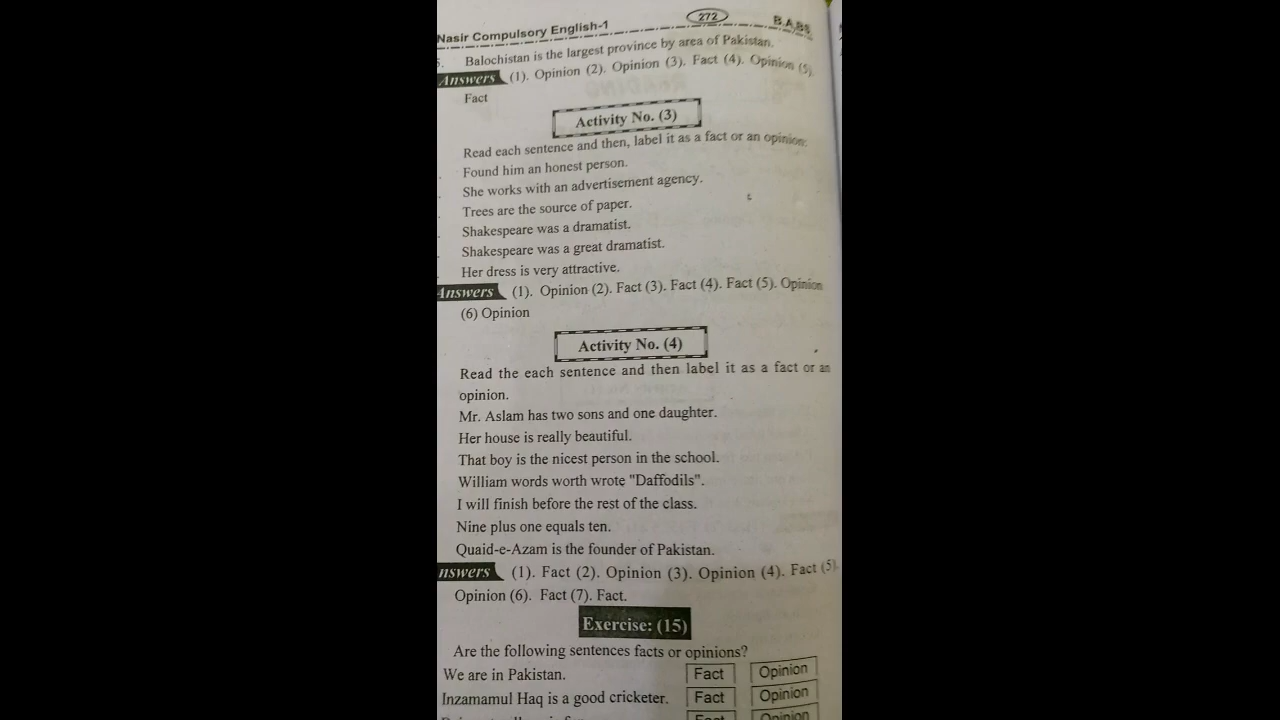 Nasir Compulsory English-1 272 B.A,BS
5. Balochistan is the largest province by area of Pakistan.
Answers (1). Opinion (2). Opinion (3). Fact (4). Opinion (5)
Fact
Activity No. (3)
Read each sentence and then, label it as a fact or an opinion:
Found him an honest person.
She works with an advertisement agency.
Trees are the source of paper.
Shakespeare was a dramatist.
Shakespeare was a great dramatist.
Her dress is very attractive.
Answers (1). Opinion (2). Fact (3). Fact (4). Fact (5). Opinion
(6) Opinion
Activity No. (4)
Read the each sentence and then label it as a fact or an
opinion.
Mr. Aslam has two sons and one daughter.
Her house is really beautiful.
That boy is the nicest person in the school.
William words worth wrote "Daffodils".
I will finish before the rest of the class.
Nine plus one equals ten.
Quaid-e-Azam is the founder of Pakistan.
nswers (1). Fact (2). Opinion (3). Opinion (4). Fact (5).
Opinion (6). Fact (7). Fact.
Exercise: (15)
Are the following sentences facts or opinions?
We are in Pakistan. Fact Opinion
Inzamamul Haq is a good cricketer. Fact Opinion
Fact Opinion